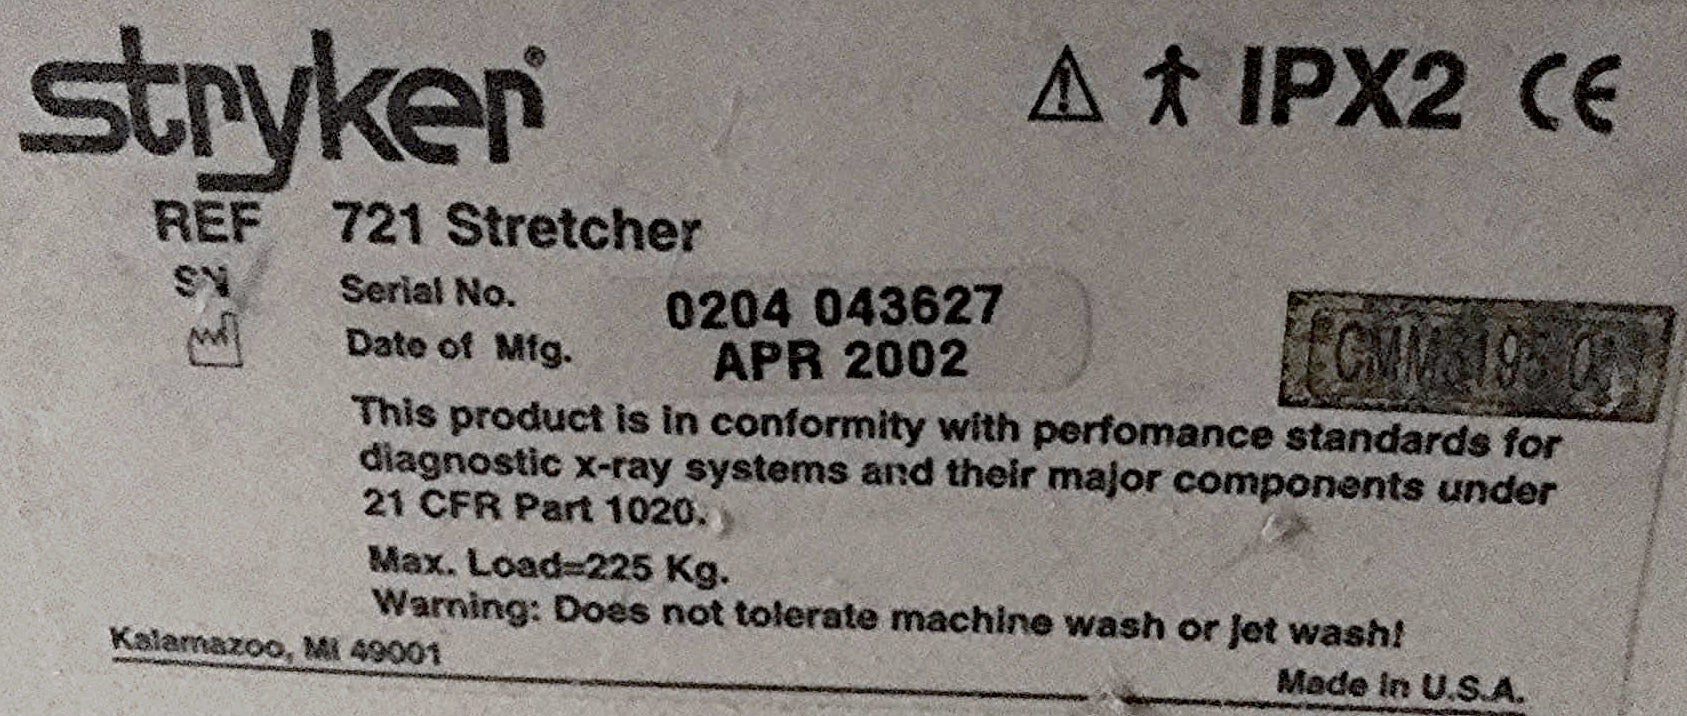 stryker®
IPX2 CE
REF 721 Stretcher
SN Serial No. 0204 043627
Date of Mfg. APR 2002
This product is in conformity with perfomance standards for
diagnostic x-ray systems and their major components under
21 CFR Part 1020.
Max. Load=225 Kg.
Warning: Does not tolerate machine wash or jet wash!
Kalamazoo, MI 49001
Made in U.S.A.